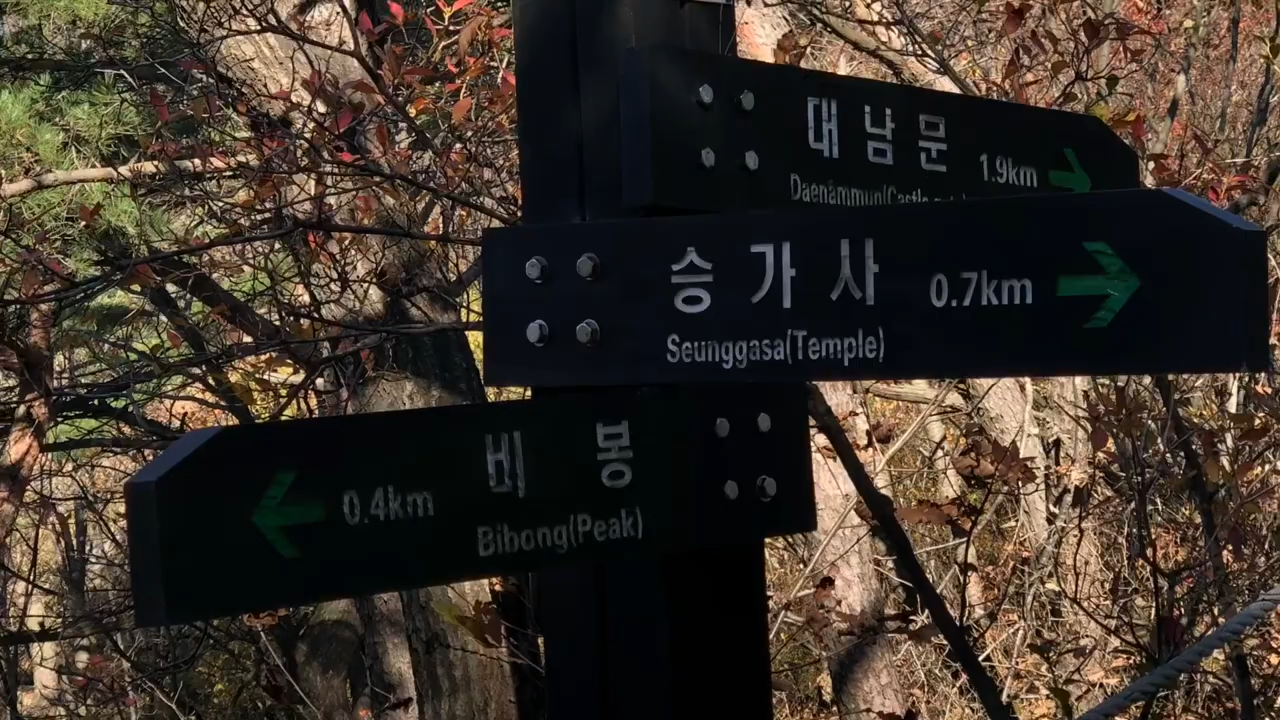 대남문 1.9km
Daenammun(Castle
승가사 0.7km
Seunggasa(Temple)
0.4km 비봉
Bibong(Peak)